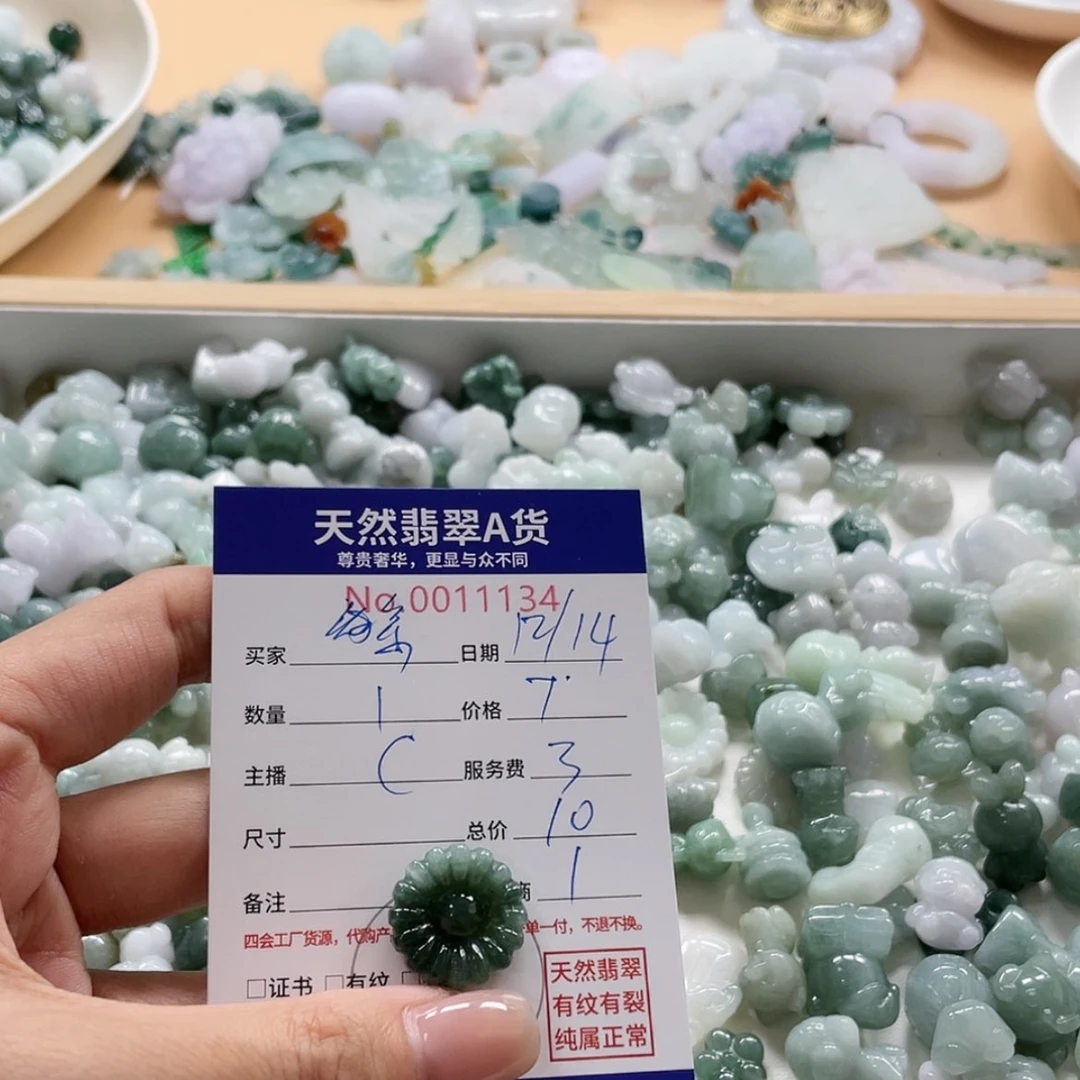 天然翡翠A货
尊贵奢华，更显与众不同
No.0011134
买家 日期 12/14
数量 1 价格 7
主播 C 服务费 3
尺寸 总价 10
备注 商 1
四会工厂货源，代购产 单一付，不退不换。
□证书 □有纹
天然翡翠
有纹有裂
纯属正常